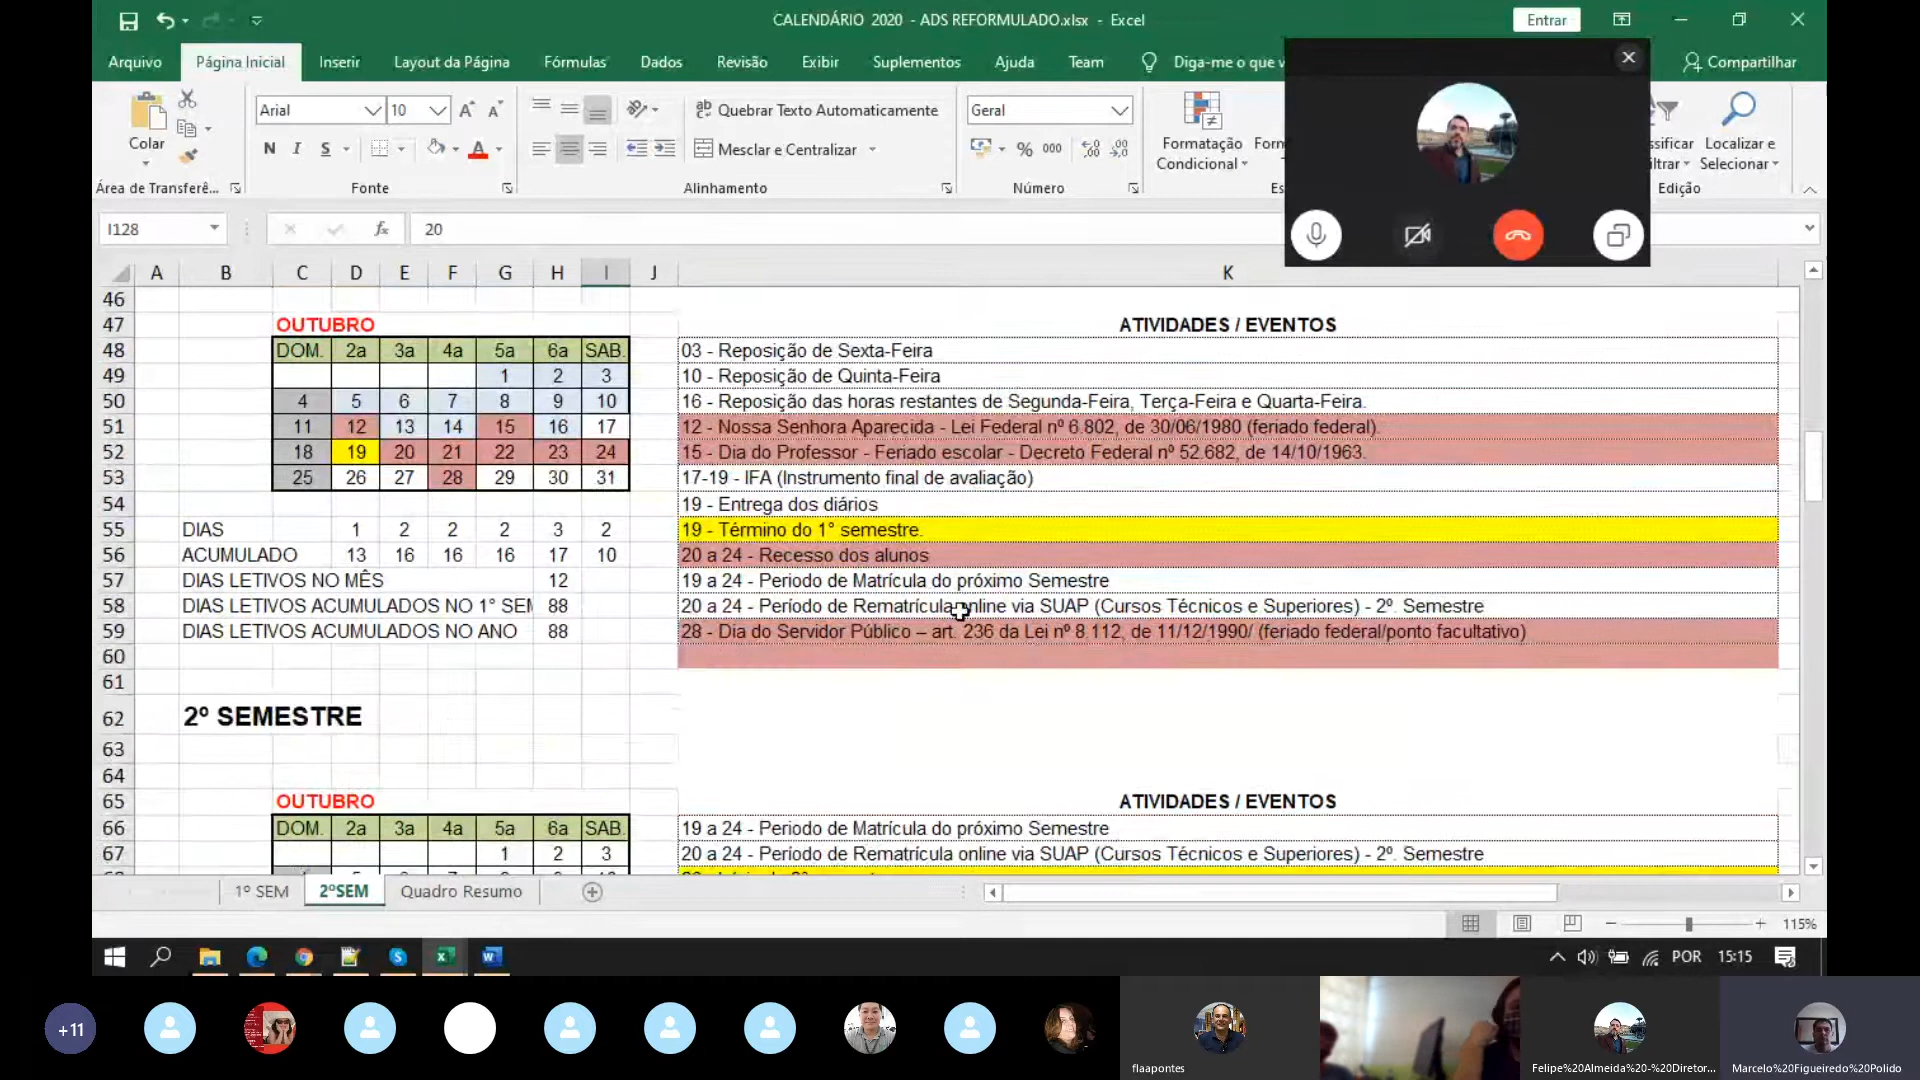 CALENDÁRIO 2020 - ADS REFORMULADO.xlsx - Excel
Entrar
Arquivo Página Inicial Inserir Layout da Página Fórmulas Dados Revisão Exibir Suplementos Ajuda Team Diga-me o que Compartilhar
Colar
Arial 10
Quebrar Texto Automaticamente
Geral
N I S
Mesclar e Centralizar
% 000
Formatação Condicional
Localizar e Selecionar
Área de Transferê... Fonte Alinhamento Número Edição
I128 fx 20
A B C D E F G H I J K
46
47 OUTUBRO ATIVIDADES / EVENTOS
48 DOM. 2a 3a 4a 5a 6a SAB. 03 - Reposição de Sexta-Feira
49 1 2 3 10 - Reposição de Quinta-Feira
50 4 5 6 7 8 9 10 16 - Reposição das horas restantes de Segunda-Feira, Terça-Feira e Quarta-Feira.
51 11 12 13 14 15 16 17 12 - Nossa Senhora Aparecida - Lei Federal nº 6.802, de 30/06/1980 (feriado federal).
52 18 19 20 21 22 23 24 15 - Dia do Professor - Feriado escolar - Decreto Federal nº 52.682, de 14/10/1963.
53 25 26 27 28 29 30 31 17-19 - IFA (Instrumento final de avaliação)
54 19 - Entrega dos diários
55 DIAS 1 2 2 2 3 2 19 - Término do 1° semestre.
56 ACUMULADO 13 16 16 16 17 10 20 a 24 - Recesso dos alunos
57 DIAS LETIVOS NO MÊS 12 19 a 24 - Periodo de Matrícula do próximo Semestre
58 DIAS LETIVOS ACUMULADOS NO 1° SEM 88 20 a 24 - Período de Rematrícula online via SUAP (Cursos Técnicos e Superiores) - 2º. Semestre
59 DIAS LETIVOS ACUMULADOS NO ANO 88 28 - Dia do Servidor Público – art. 236 da Lei nº 8.112, de 11/12/1990/ (feriado federal/ponto facultativo)
60
61
62 2º SEMESTRE
63
64
65 OUTUBRO ATIVIDADES / EVENTOS
66 DOM. 2a 3a 4a 5a 6a SAB. 19 a 24 - Periodo de Matrícula do próximo Semestre
67 1 2 3 20 a 24 - Período de Rematrícula online via SUAP (Cursos Técnicos e Superiores) - 2º. Semestre
1º SEM 2ºSEM Quadro Resumo
115%
POR 15:15
+11
flaapontes
Felipe%20Almeida%20-%20Diretor...
Marcelo%20Figueiredo%20Polido